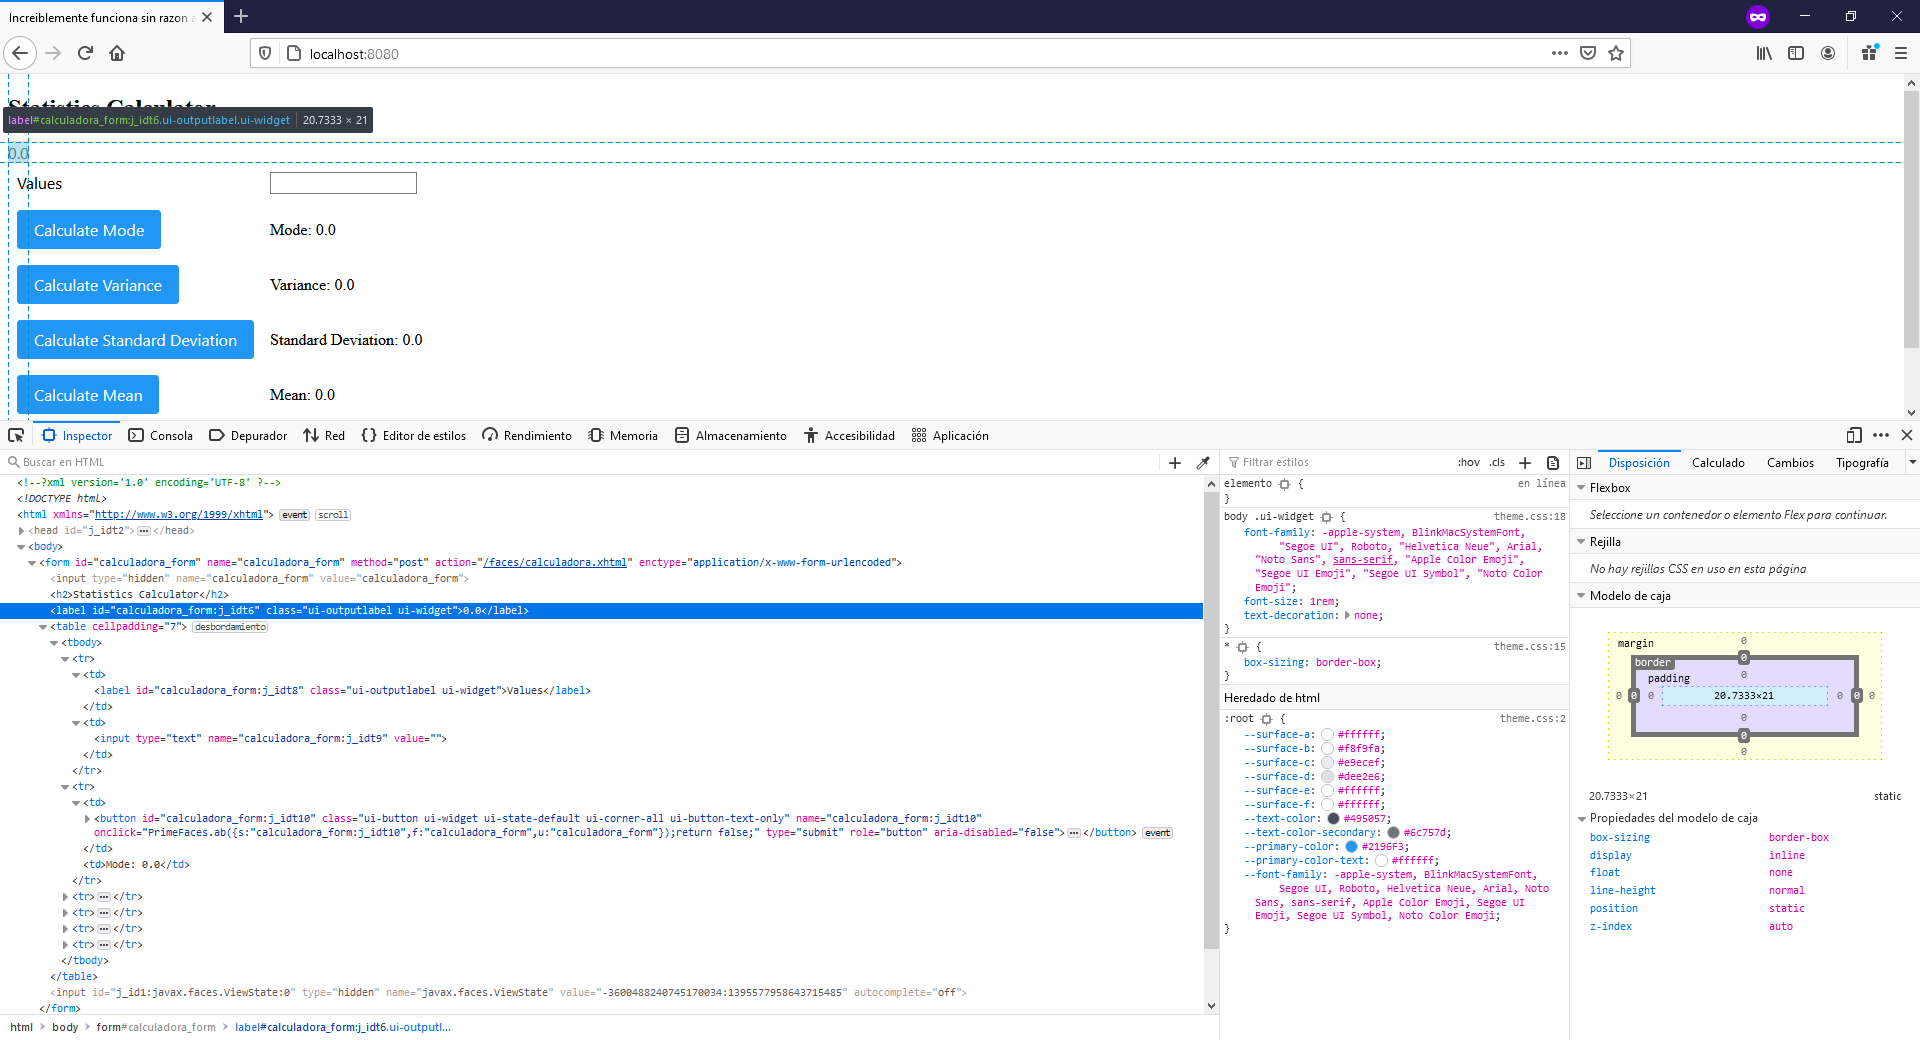 Increiblemente funciona sin razon
localhost:8080
Statistics Calculator
label#calculadora_form:j_idt6.ui-outputlabel.ui-widget | 20.7333 × 21
0.0
Values
Calculate Mode Mode: 0.0
Calculate Variance Variance: 0.0
Calculate Standard Deviation Standard Deviation: 0.0
Calculate Mean Mean: 0.0
Inspector Consola Depurador Red Editor de estilos Rendimiento Memoria Almacenamiento Accesibilidad Aplicación
Buscar en HTML
<!--?xml version='1.0' encoding='UTF-8' ?-->
<!DOCTYPE html>
<html xmlns="http://www.w3.org/1999/xhtml"> event scroll
<head id="j_idt2"> ••• </head>
<body>
<form id="calculadora_form" name="calculadora_form" method="post" action="/faces/calculadora.xhtml" enctype="application/x-www-form-urlencoded">
<input type="hidden" name="calculadora_form" value="calculadora_form">
<h2>Statistics Calculator</h2>
<label id="calculadora_form:j_idt6" class="ui-outputlabel ui-widget">0.0</label>
<table cellpadding="7"> desbordamiento
<tbody>
<tr>
<td>
<label id="calculadora_form:j_idt8" class="ui-outputlabel ui-widget">Values</label>
</td>
<td>
<input type="text" name="calculadora_form:j_idt9" value="">
</td>
</tr>
<tr>
<td>
<button id="calculadora_form:j_idt10" class="ui-button ui-widget ui-state-default ui-corner-all ui-button-text-only" name="calculadora_form:j_idt10"
onclick="PrimeFaces.ab({s:"calculadora_form:j_idt10",f:"calculadora_form",u:"calculadora_form"});return false;" type="submit" role="button" aria-disabled="false"> ••• </button> event
</td>
<td>Mode: 0.0</td>
</tr>
<tr> ••• </tr>
<tr> ••• </tr>
<tr> ••• </tr>
<tr> ••• </tr>
</tbody>
</table>
<input id="j_id1:javax.faces.ViewState:0" type="hidden" name="javax.faces.ViewState" value="-3600488240745170034:1395577958643715485" autocomplete="off">
</form>
html > body > form#calculadora_form > label#calculadora_form:j_idt6.ui-outputl...
Filtrar estilos :hov .cls
elemento { en línea
}
body .ui-widget { theme.css:18
font-family: -apple-system, BlinkMacSystemFont,
"Segoe UI", Roboto, "Helvetica Neue", Arial,
"Noto Sans", sans-serif, "Apple Color Emoji",
"Segoe UI Emoji", "Segoe UI Symbol", "Noto Color
Emoji";
font-size: 1rem;
text-decoration: none;
}
* { theme.css:15
box-sizing: border-box;
}
Heredado de html
:root { theme.css:2
--surface-a: #ffffff;
--surface-b: #f8f9fa;
--surface-c: #e9ecef;
--surface-d: #dee2e6;
--surface-e: #ffffff;
--surface-f: #ffffff;
--text-color: #495057;
--text-color-secondary: #6c757d;
--primary-color: #2196F3;
--primary-color-text: #ffffff;
--font-family: -apple-system, BlinkMacSystemFont,
Segoe UI, Roboto, Helvetica Neue, Arial, Noto
Sans, sans-serif, Apple Color Emoji, Segoe UI
Emoji, Segoe UI Symbol, Noto Color Emoji;
}
Disposición Calculado Cambios Tipografía
Flexbox
Seleccione un contenedor o elemento Flex para continuar.
Rejilla
No hay rejillas CSS en uso en esta página
Modelo de caja
margin 0
border 0
padding 0
0 0 0 20.7333×21 0 0 0
0
0
0
20.7333×21 static
Propiedades del modelo de caja
box-sizing border-box
display inline
float none
line-height normal
position static
z-index auto